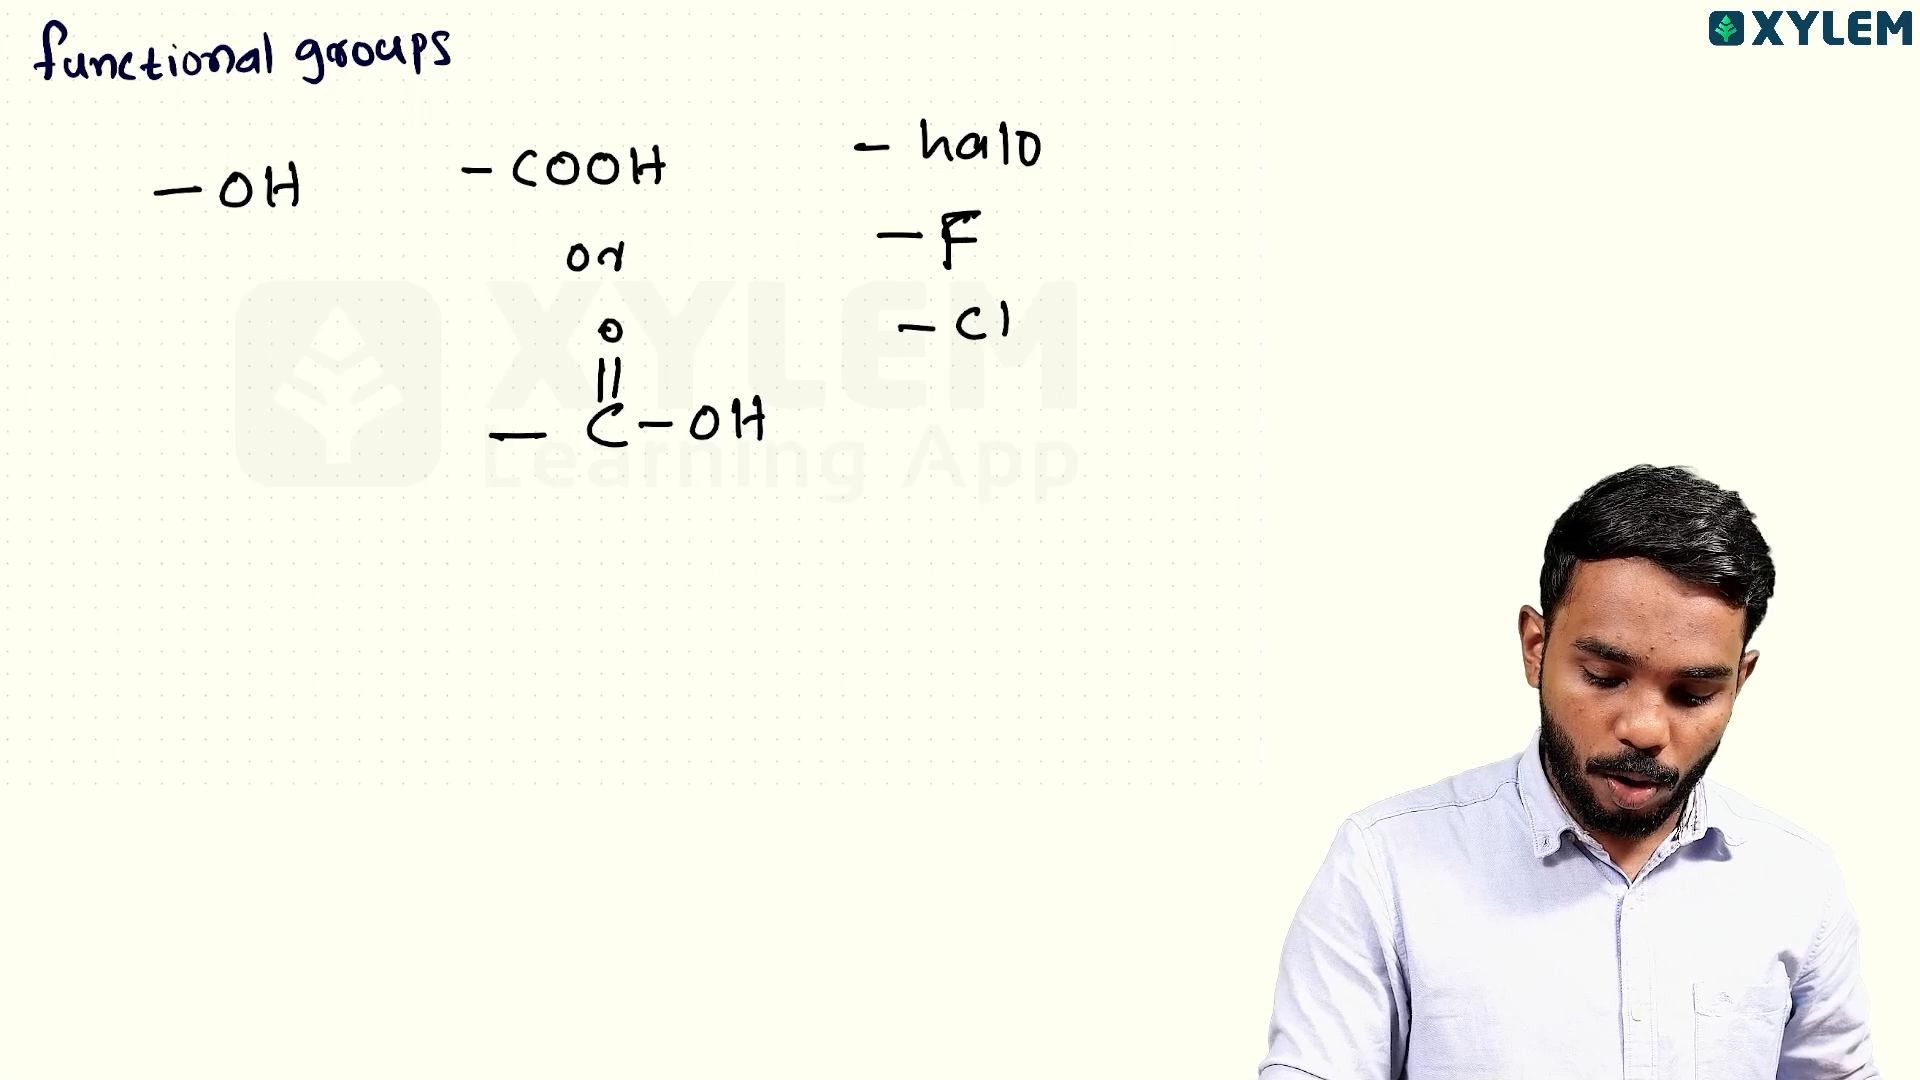 functional groups
XYLEM
- OH
- COOH
or
O
||
- C - OH
- halo
- F
- Cl
XYLEM
Learning App